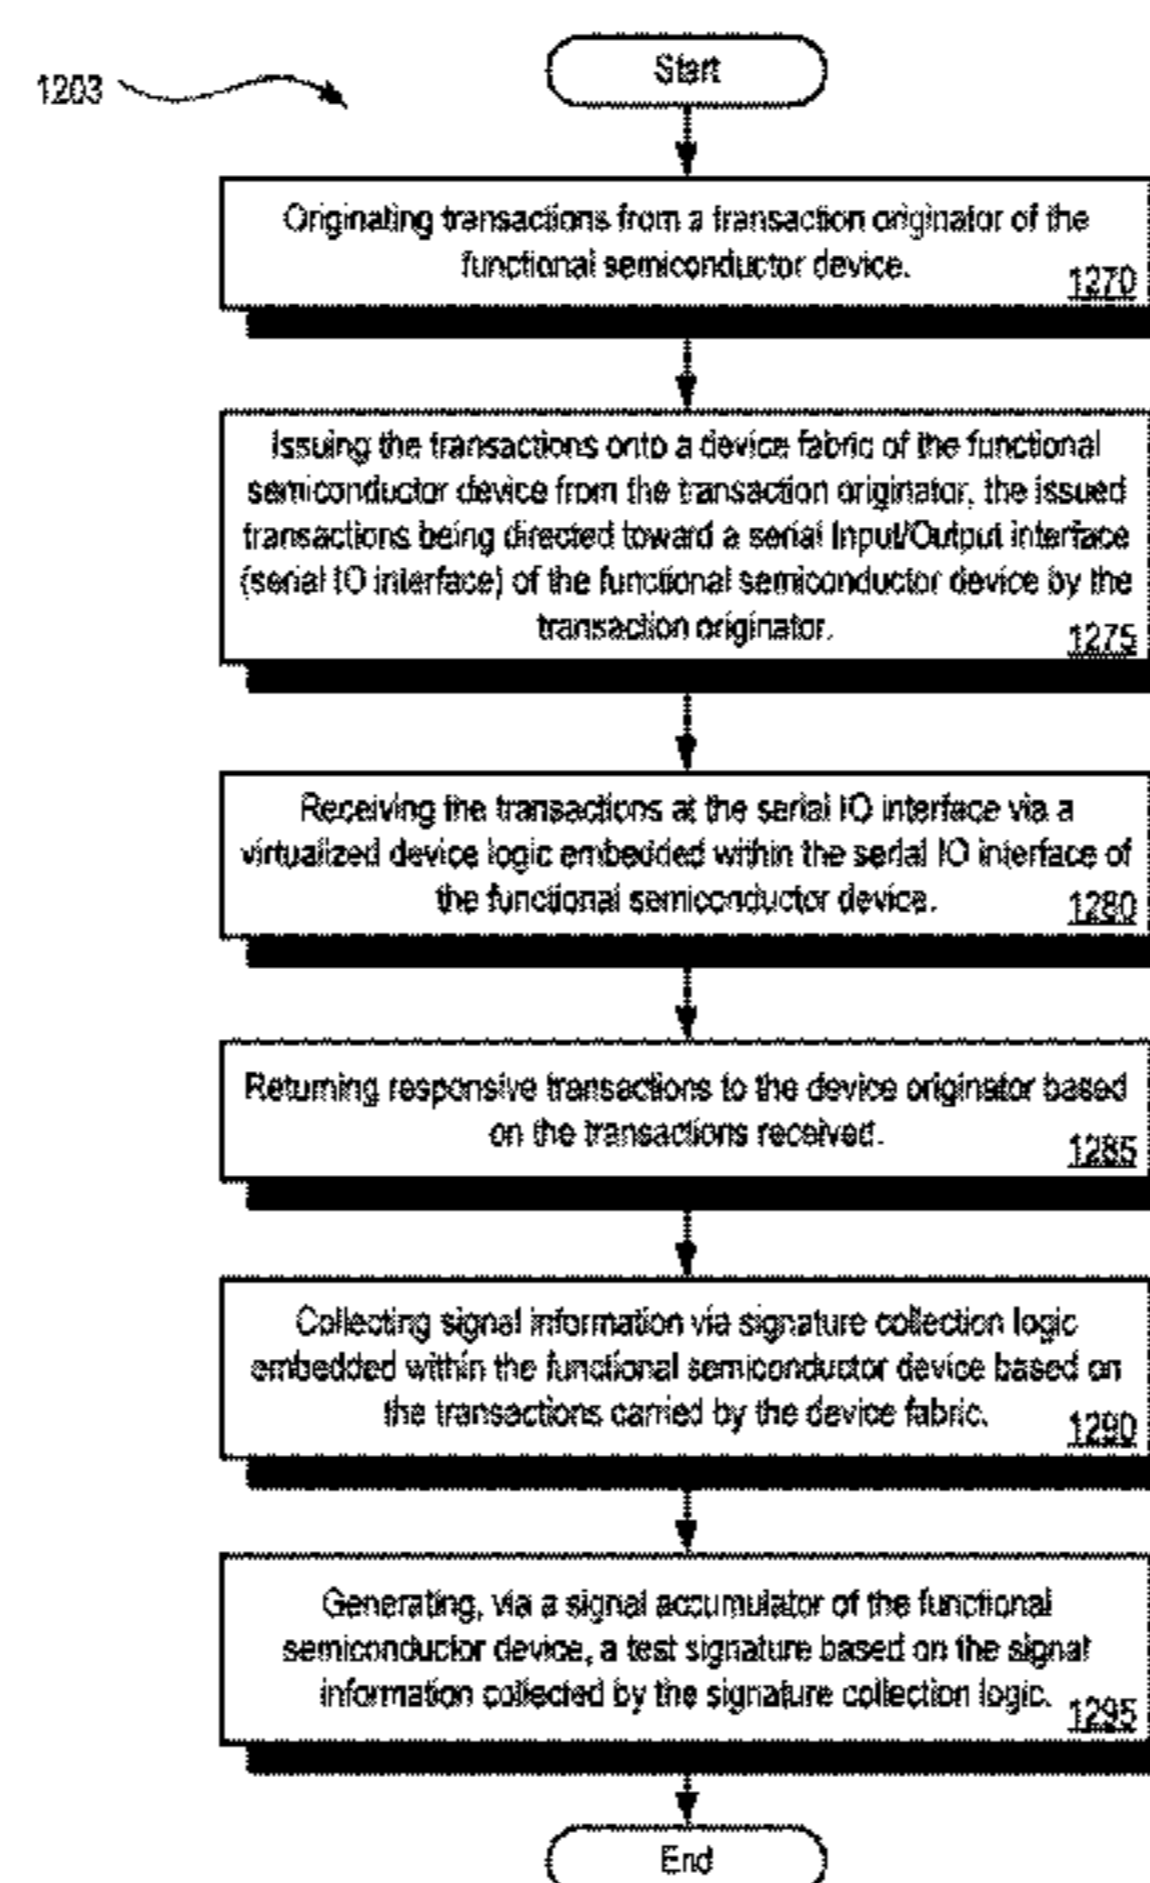 1203
Start
Originating transactions from a transaction originator of the
functional semiconductor device.
1270
Issuing the transactions onto a device fabric of the functional
semiconductor device from the transaction originator, the issued
transactions being directed toward a serial Input/Output interface
(serial IO interface) of the functional semiconductor device by the
transaction originator.
1275
Receiving the transactions at the serial IO interface via a
virtualized device logic embedded within the serial IO interface of
the functional semiconductor device.
1280
Returning responsive transactions to the device originator based
on the transactions received.
1285
Collecting signal information via signature collection logic
embedded within the functional semiconductor device based on
the transactions carried by the device fabric.
1290
Generating, via a signal accumulator of the functional
semiconductor device, a test signature based on the signal
information collected by the signature collection logic.
1295
End